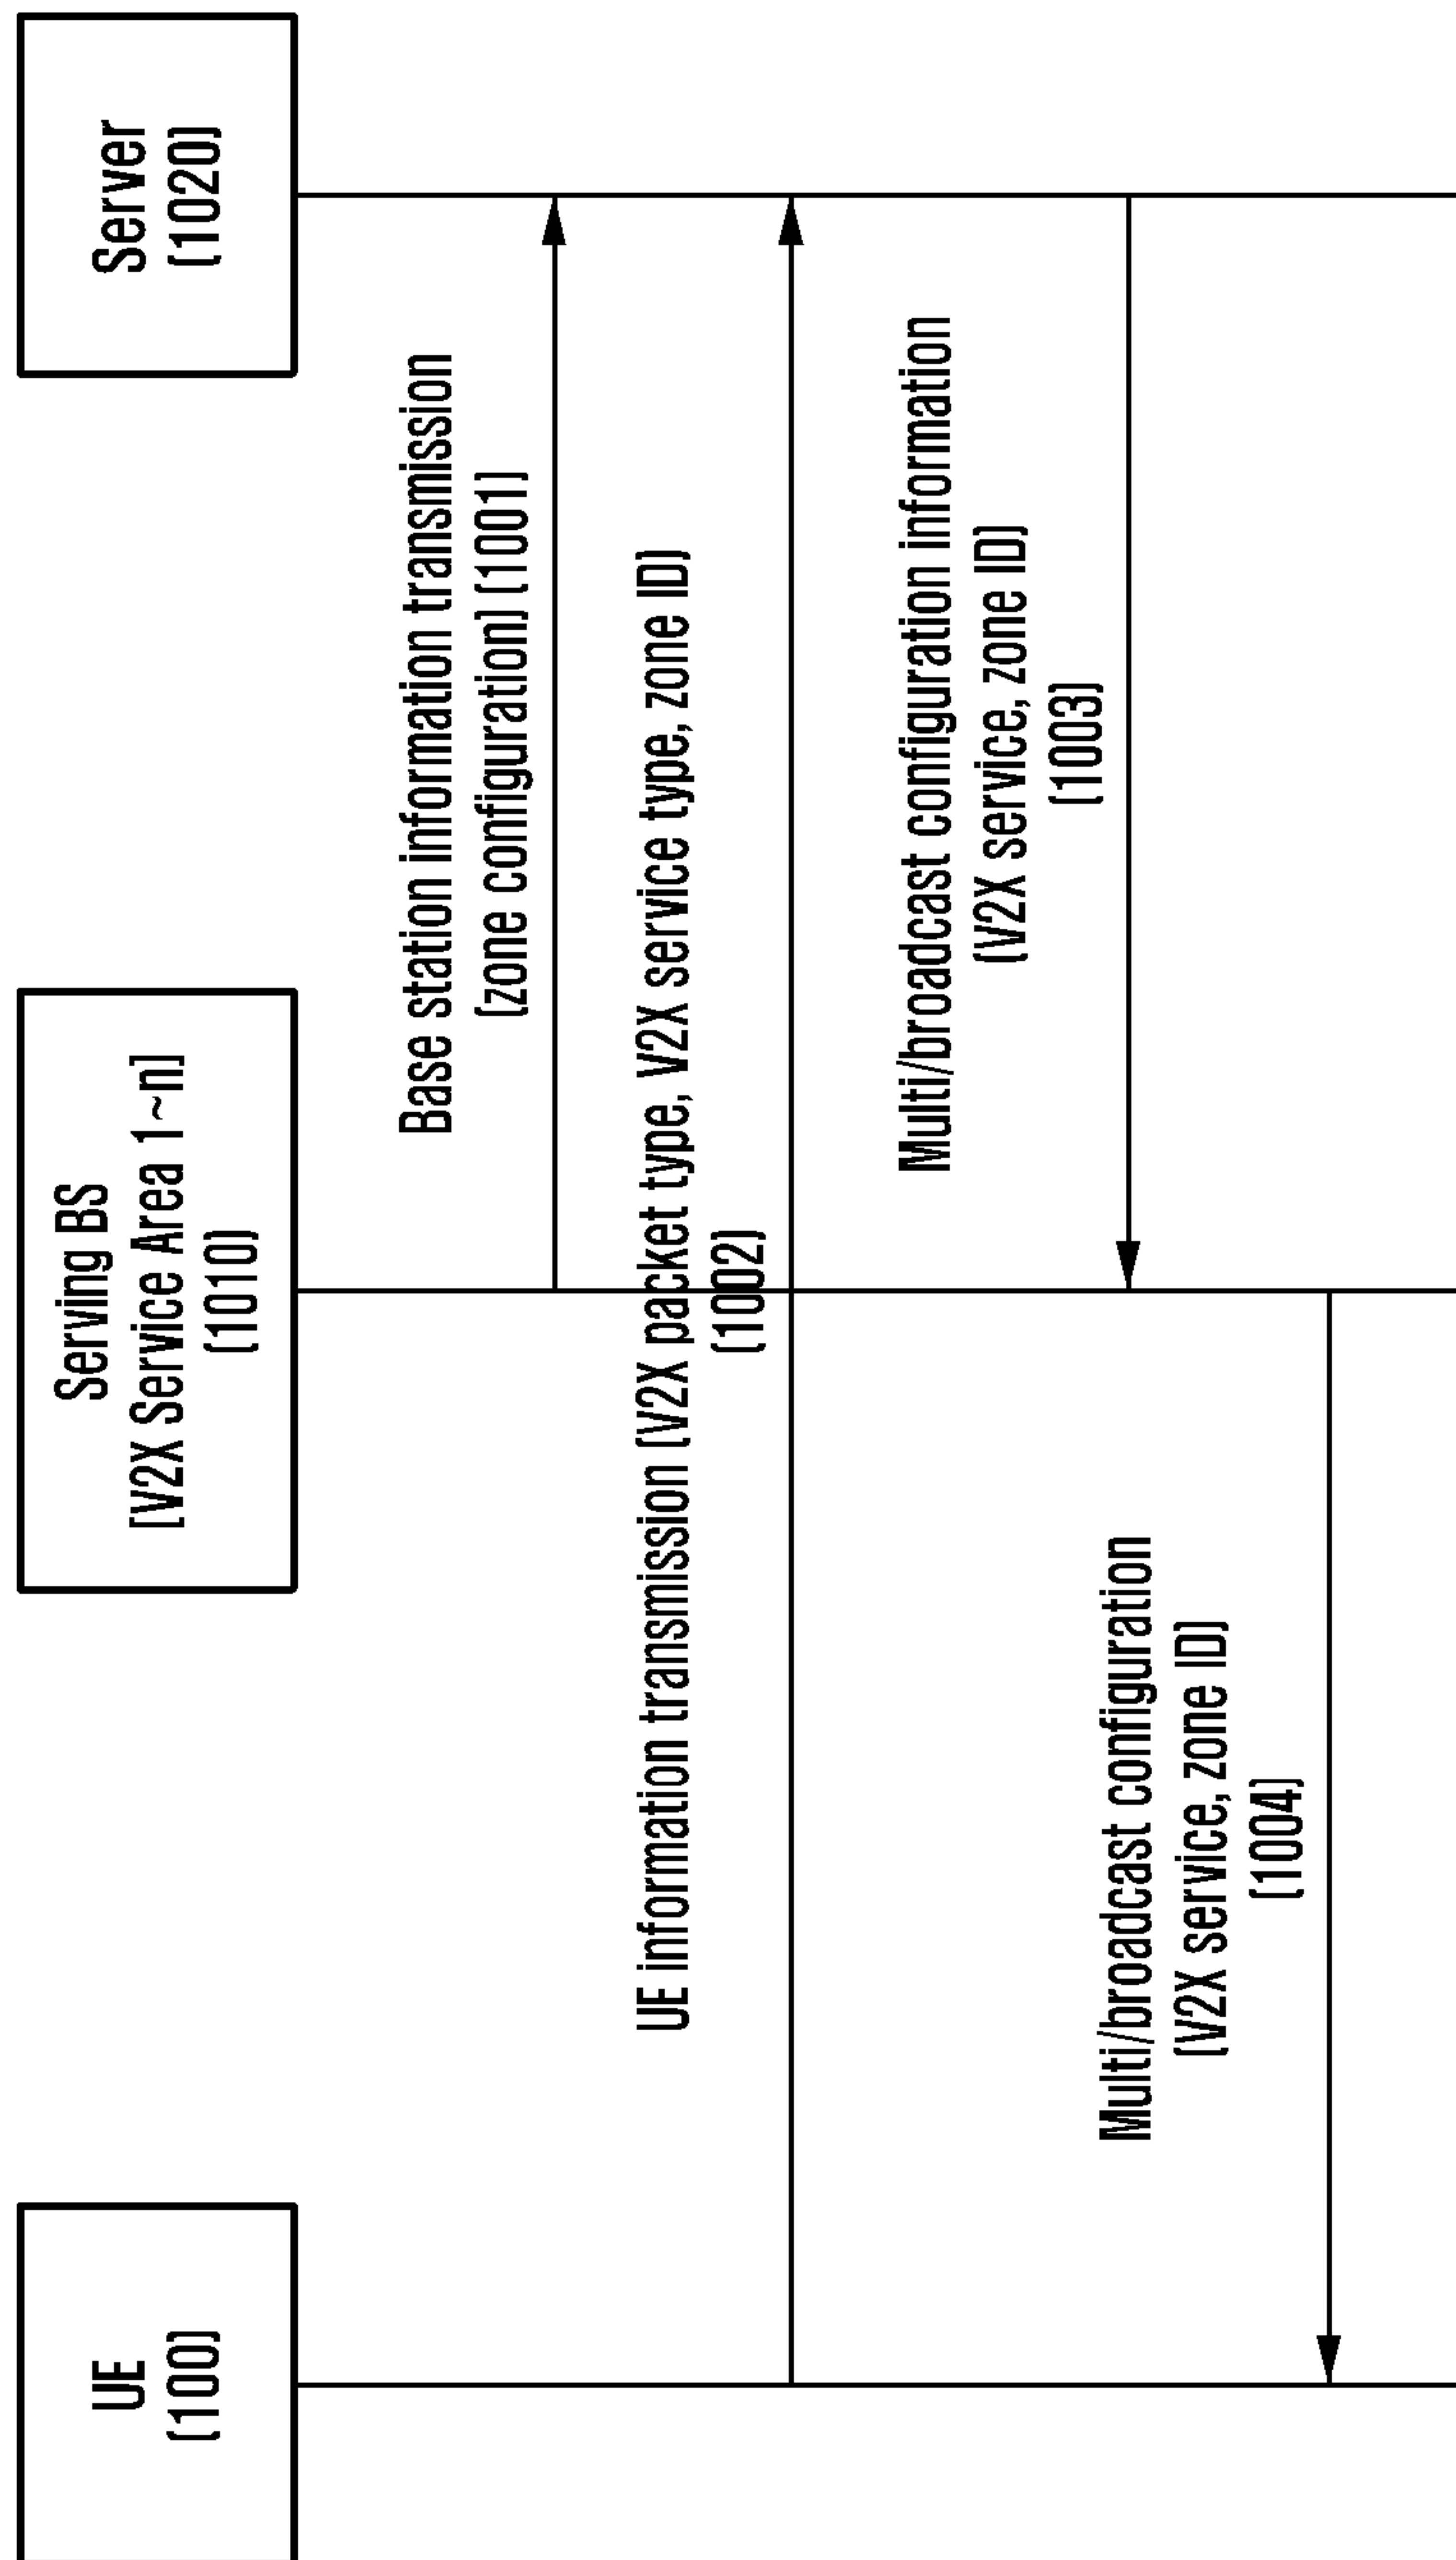 UE
(100)
Serving BS
(V2X Service Area 1~n)
(1010)
Server
(1020)
Base station information transmission
(zone configuration) (1001)
UE information transmission (V2X packet type, V2X service type, zone ID)
(1002)
Multi/broadcast configuration information
(V2X service, zone ID)
(1003)
Multi/broadcast configuration
(V2X service, zone ID)
(1004)